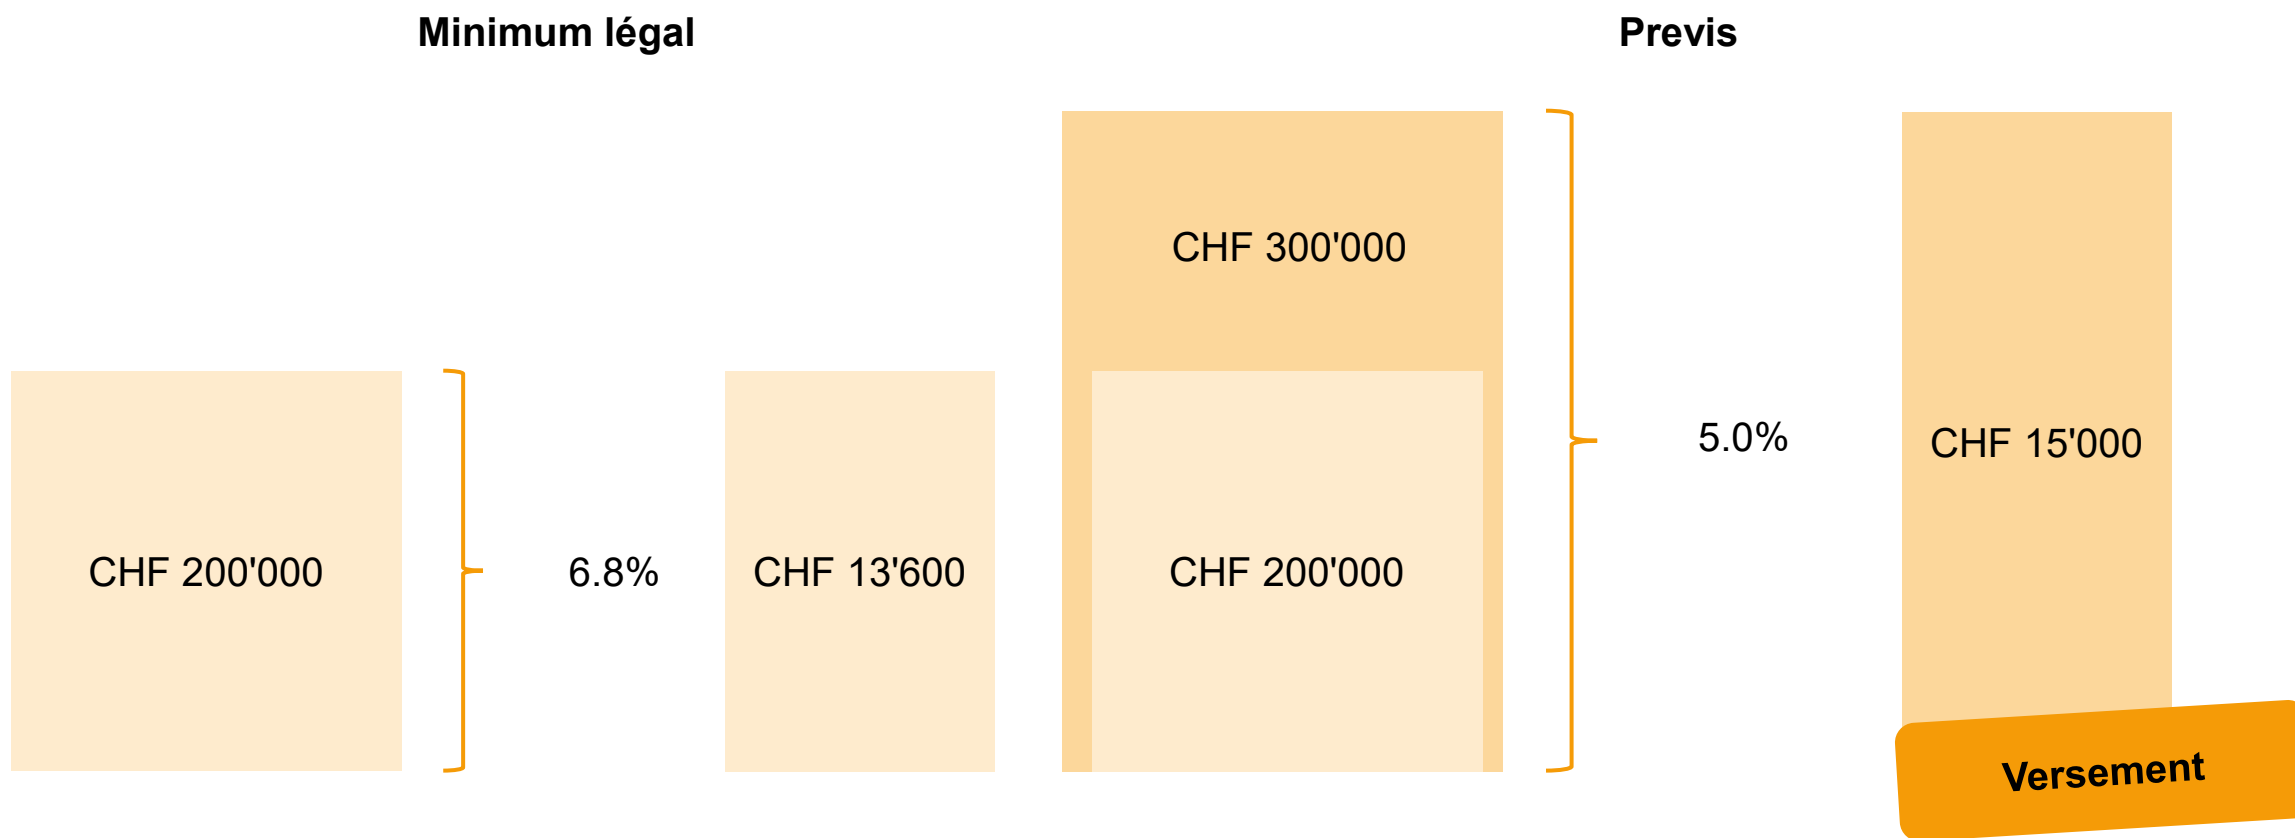 Minimum légal
Previs
CHF 300'000
CHF 200'000
6.8%
CHF 13'600
CHF 200'000
5.0%
CHF 15'000
Versement